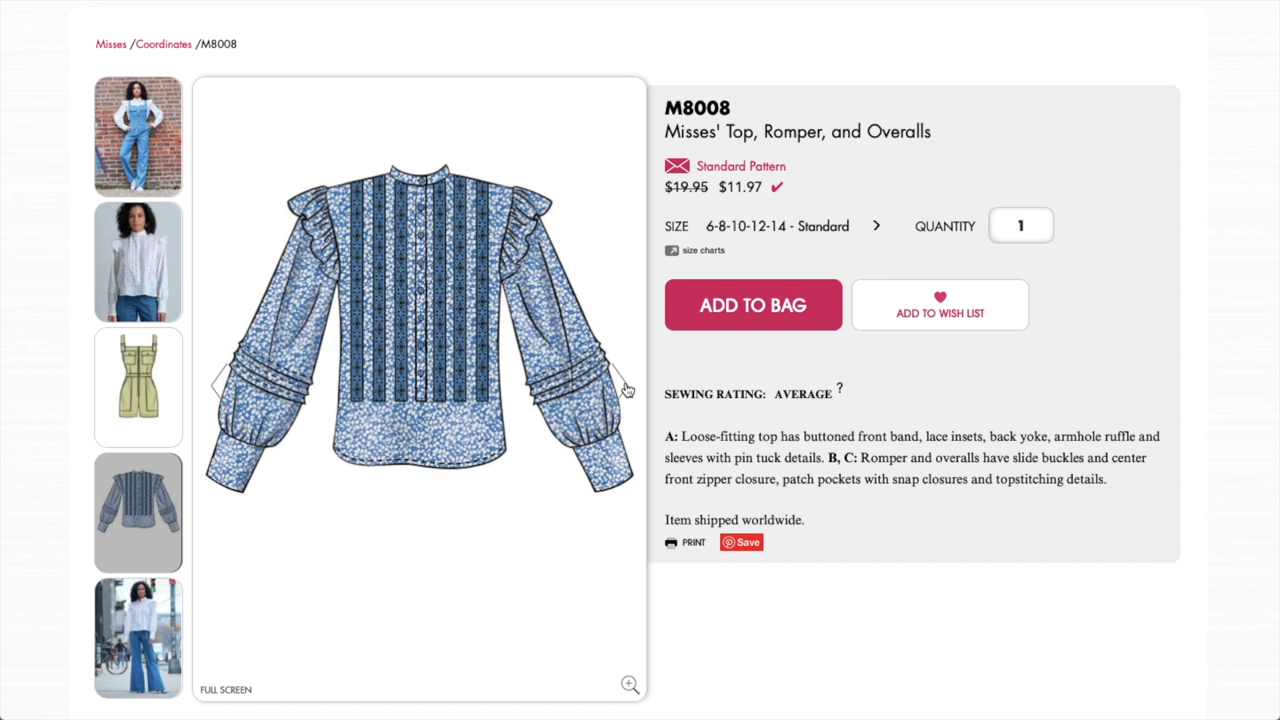 Misses /Coordinates /M8008
M8008
Misses' Top, Romper, and Overalls
Standard Pattern
$19.95 $11.97 ✔
SIZE 6-8-10-12-14 - Standard > QUANTITY 1
size charts
ADD TO BAG
ADD TO WISH LIST
SEWING RATING: AVERAGE ?
A: Loose-fitting top has buttoned front band, lace insets, back yoke, armhole ruffle and
sleeves with pin tuck details. B, C: Romper and overalls have slide buckles and center
front zipper closure, patch pockets with snap closures and topstitching details.
Item shipped worldwide.
PRINT Save
FULL SCREEN